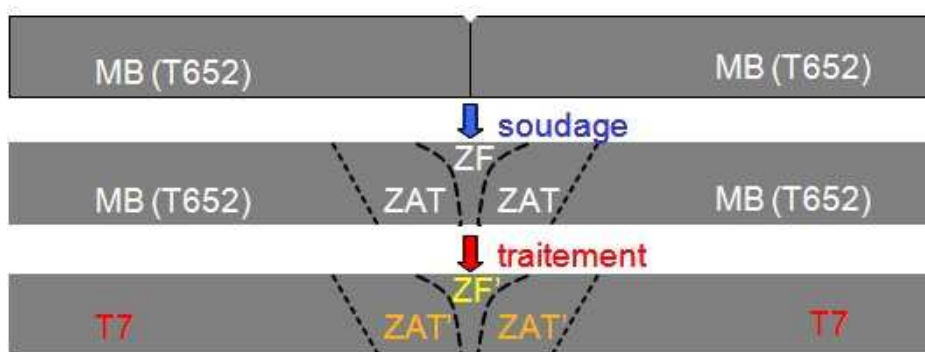 MB (T652) MB (T652)
soudage
ZF
MB (T652) ZAT ZAT MB (T652)
traitement
ZF'
T7 ZAT' ZAT' T7